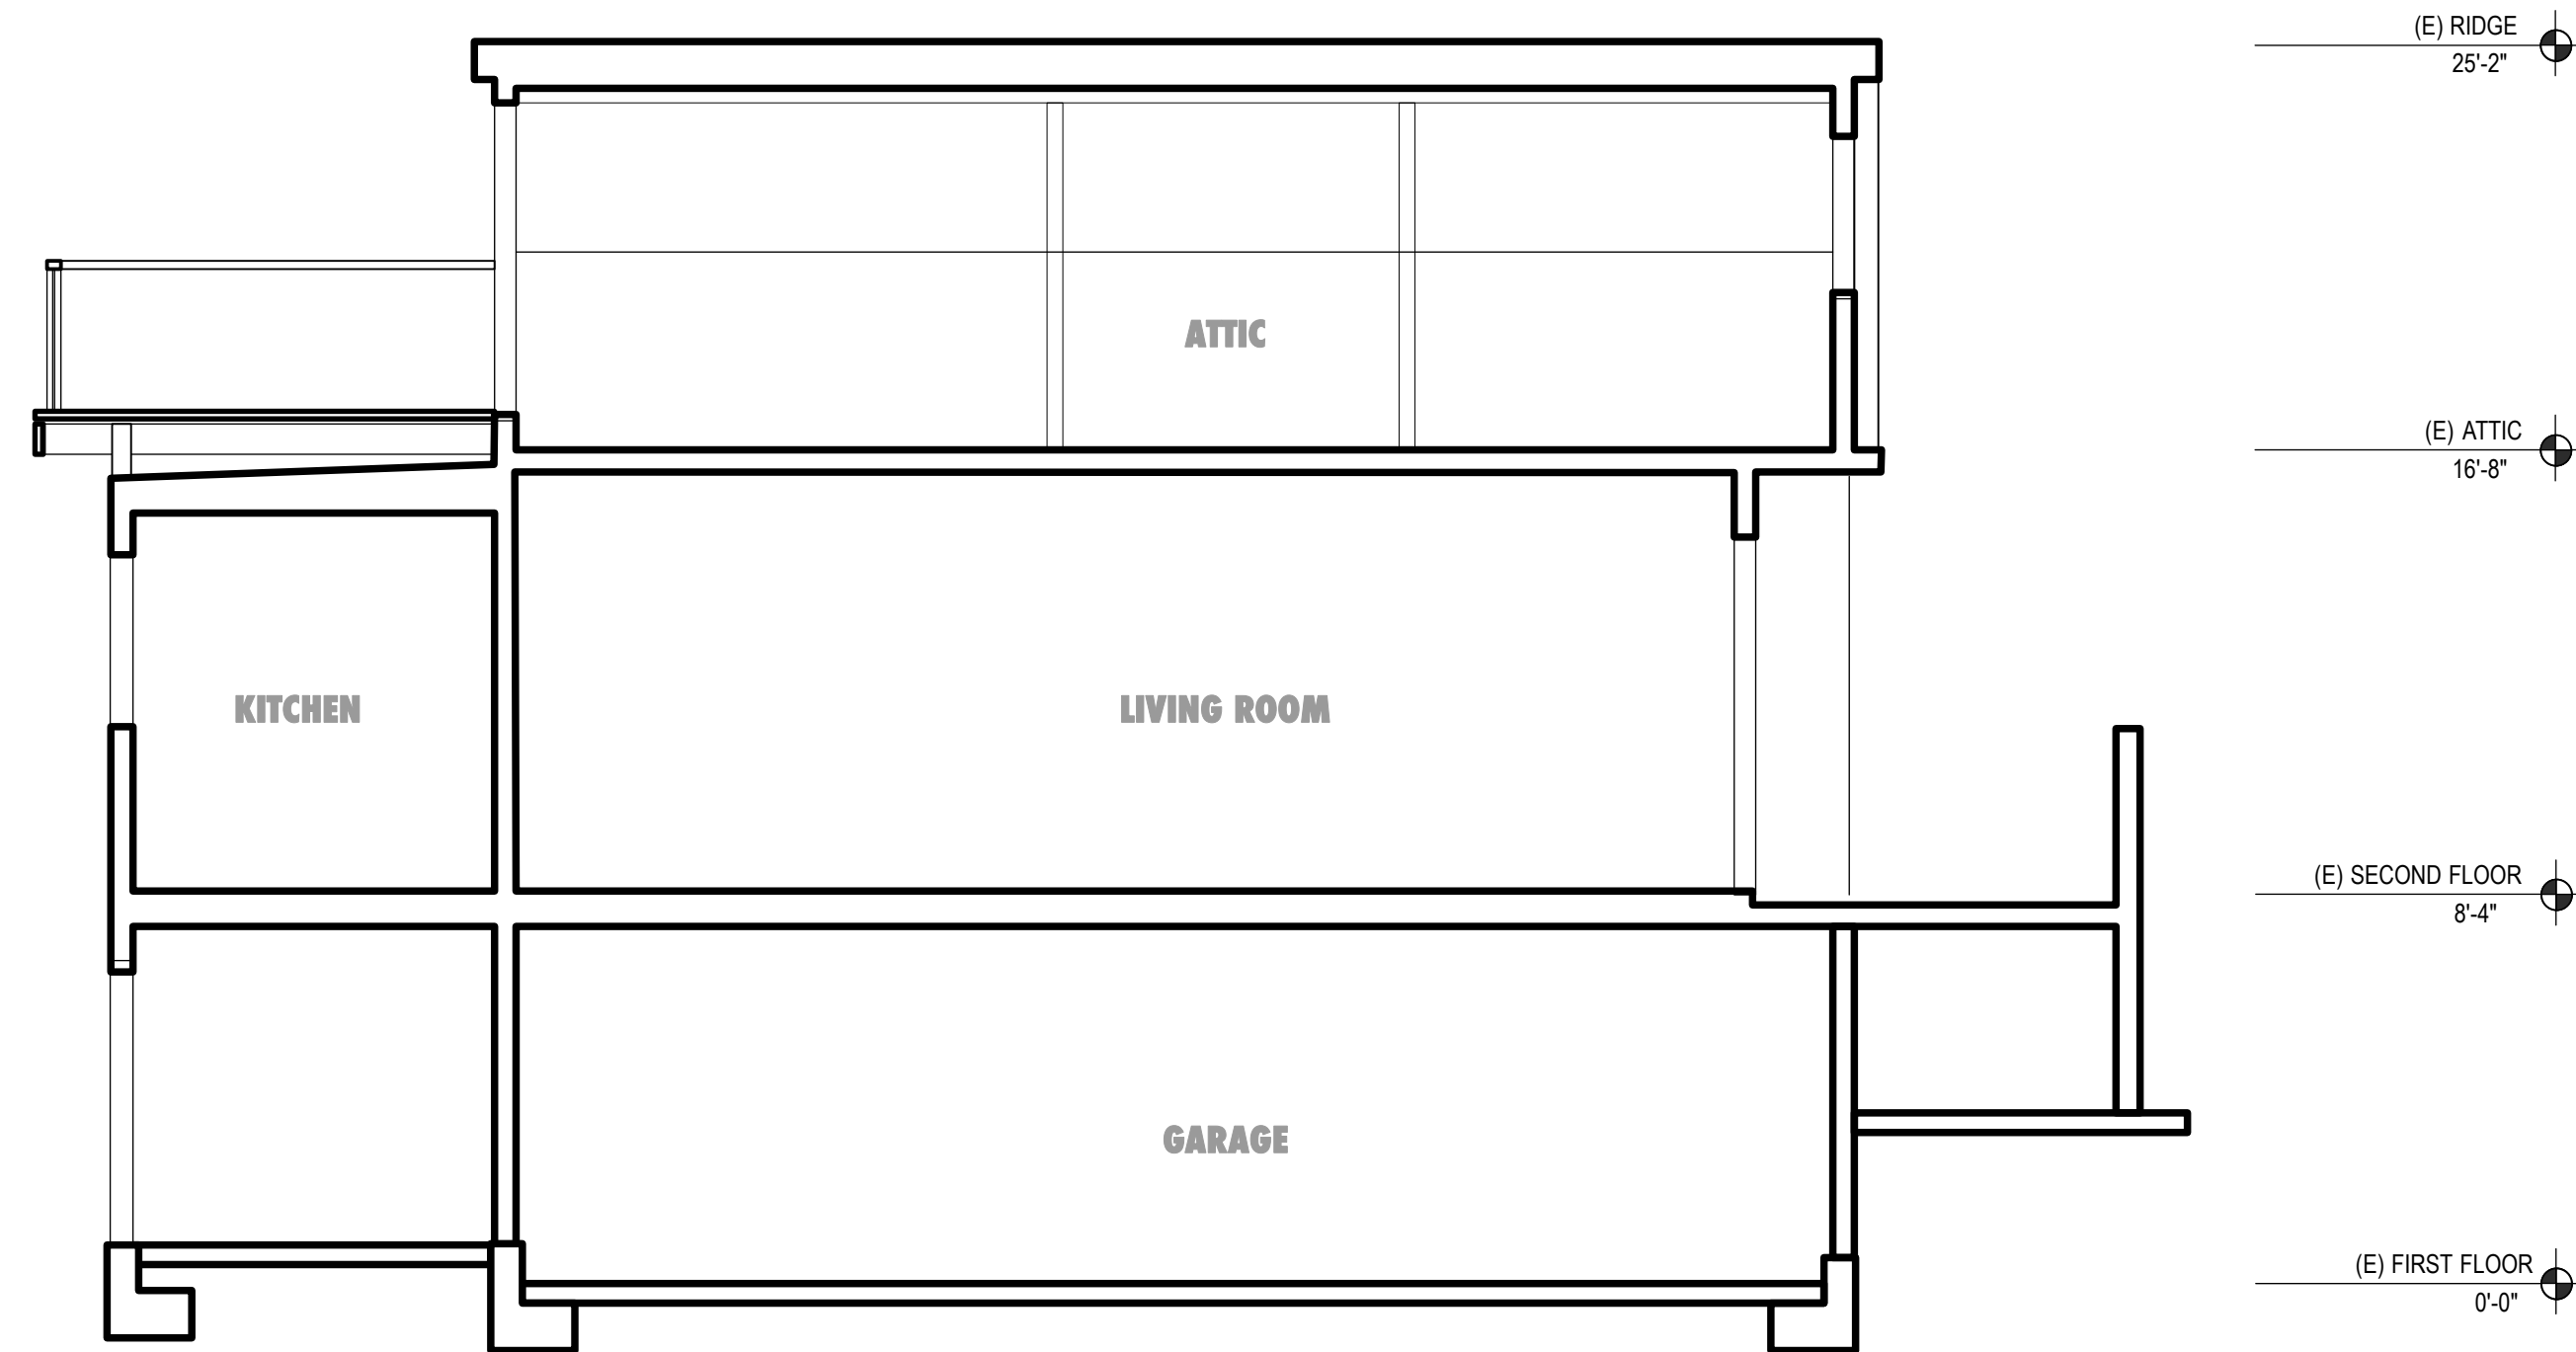 (E) RIDGE
25'-2"
ATTIC
(E) ATTIC
16'-8"
KITCHEN
LIVING ROOM
(E) SECOND FLOOR
8'-4"
GARAGE
(E) FIRST FLOOR
0'-0"